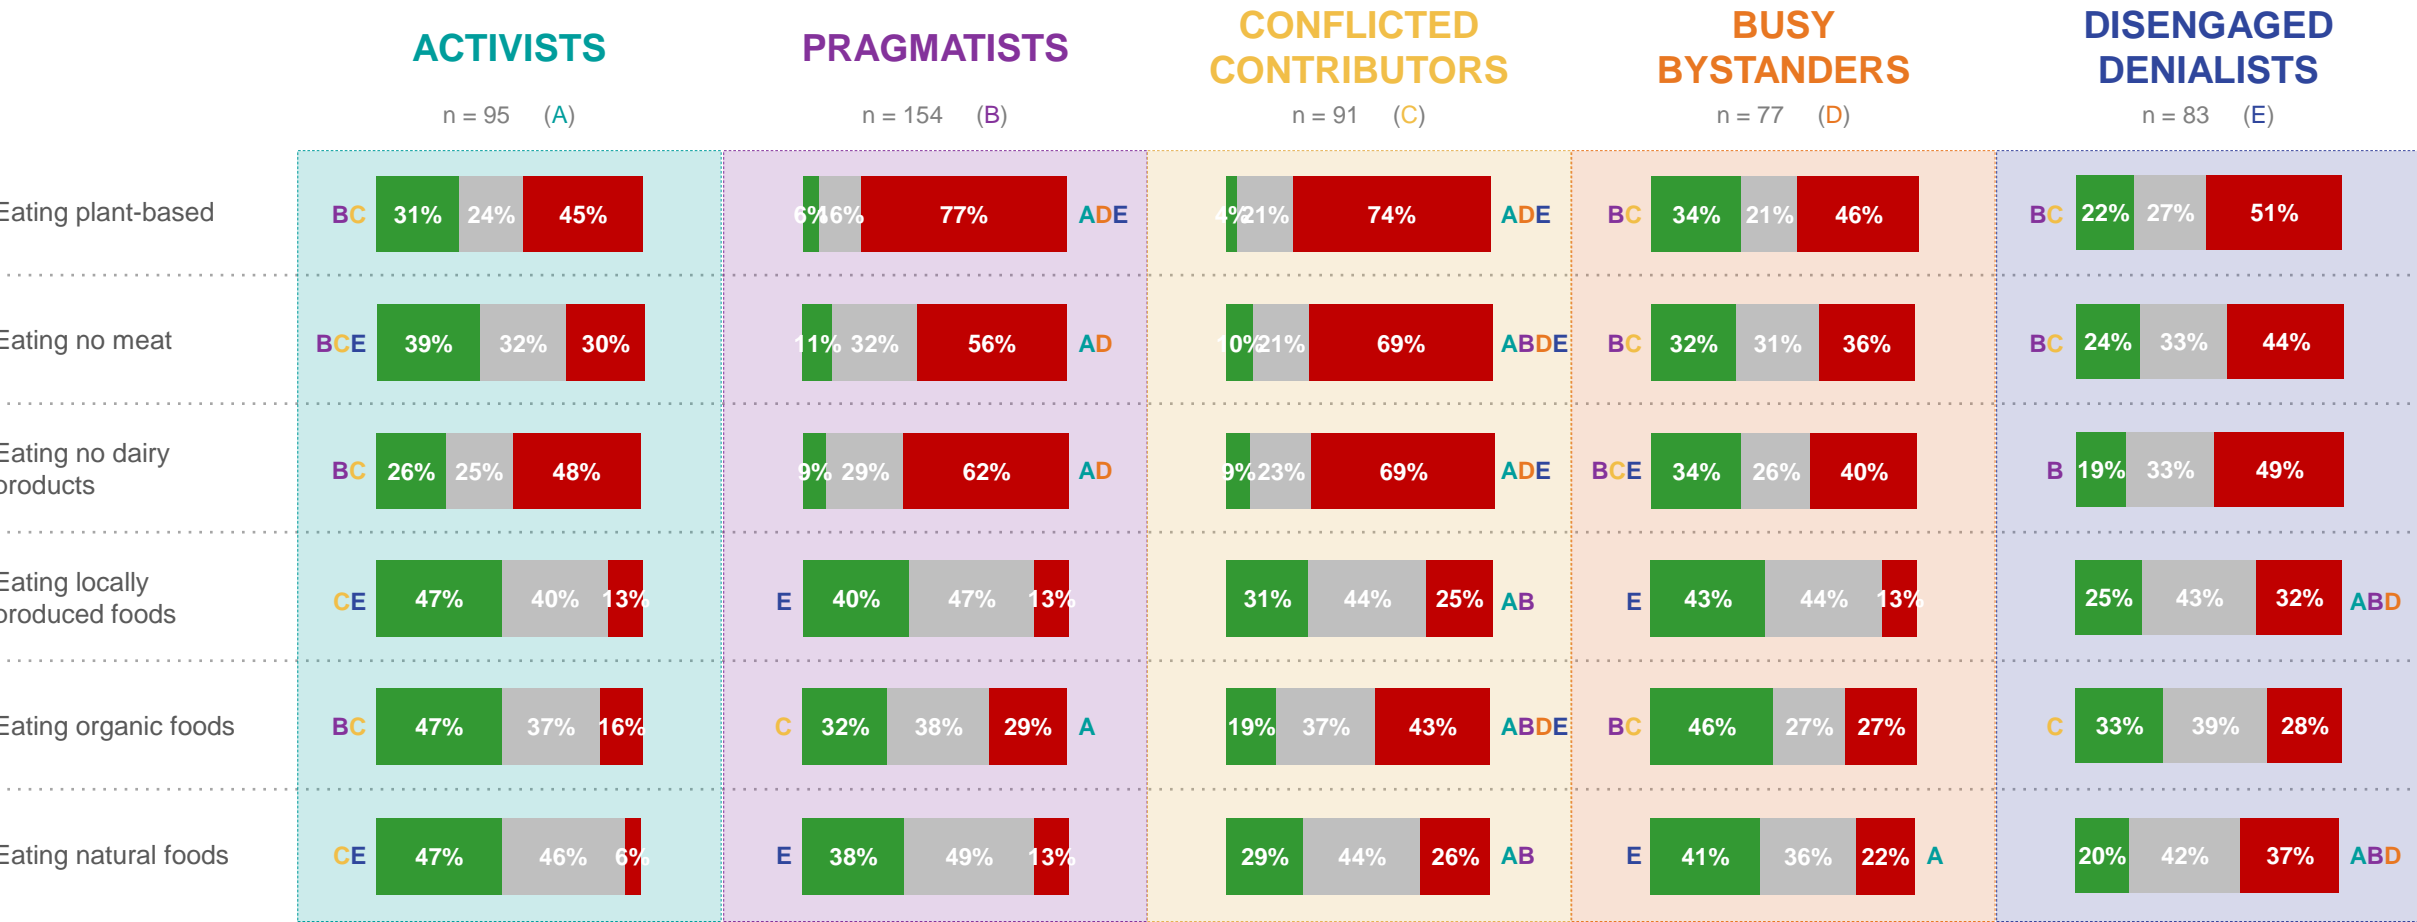 ACTIVISTS
PRAGMATISTS
CONFLICTED
CONTRIBUTORS
BUSY
BYSTANDERS
DISENGAGED
DENIALISTS
n = 95 (A)
n = 154 (B)
n = 91 (C)
n = 77 (D)
n = 83 (E)
Eating plant-based
BC 31% 24% 45%
6% 16% 77% ADE
4% 21% 74% ADE
BC 34% 21% 46%
BC 22% 27% 51%
Eating no meat
BCE 39% 32% 30%
11% 32% 56% AD
10% 21% 69% ABDE
BC 32% 31% 36%
BC 24% 33% 44%
Eating no dairy
products
BC 26% 25% 48%
9% 29% 62% AD
9% 23% 69% ADE
BCE 34% 26% 40%
B 19% 33% 49%
Eating locally
produced foods
CE 47% 40% 13%
E 40% 47% 13%
31% 44% 25% AB
E 43% 44% 13%
25% 43% 32% ABD
Eating organic foods
BC 47% 37% 16%
C 32% 38% 29% A
19% 37% 43% ABDE
BC 46% 27% 27%
C 33% 39% 28%
Eating natural foods
CE 47% 46% 6%
E 38% 49% 13%
29% 44% 26% AB
E 41% 36% 22% A
20% 42% 37% ABD